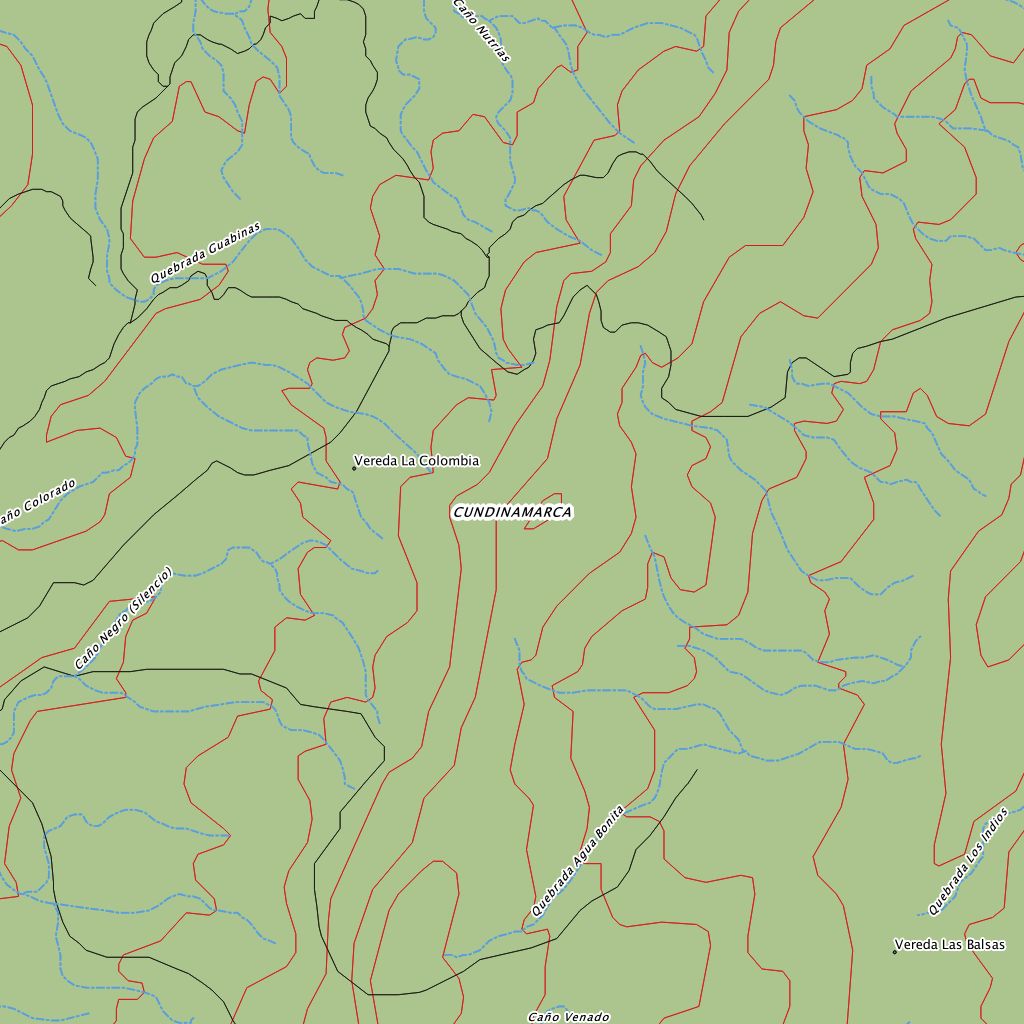 Caño Nutrias
Quebrada Guabinas
Vereda La Colombia
año Colorado
CUNDINAMARCA
Caño Negro (Silencio)
Quebrada Agua Bonita
Quebrada Los Indios
Vereda Las Balsas
Caño Venado